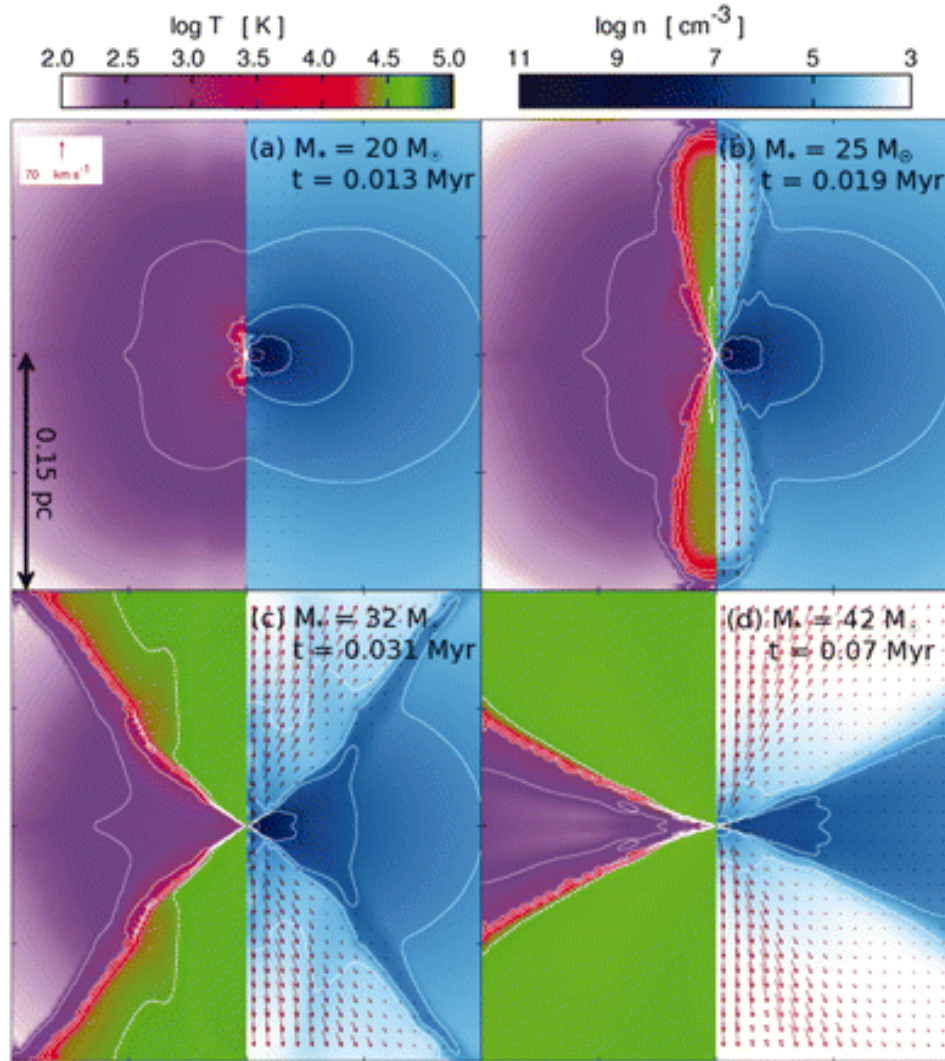 log T [ K ]
log n [ cm⁻³ ]
2.0 2.5 3.0 3.5 4.0 4.5 5.0
11 9 7 5 3
70 km s⁻¹
(a) M⋆ = 20 M☉
t = 0.013 Myr
(b) M⋆ = 25 M☉
t = 0.019 Myr
0.15 pc
(c) M⋆ = 32 M☉
t = 0.031 Myr
(d) M⋆ = 42 M☉
t = 0.07 Myr